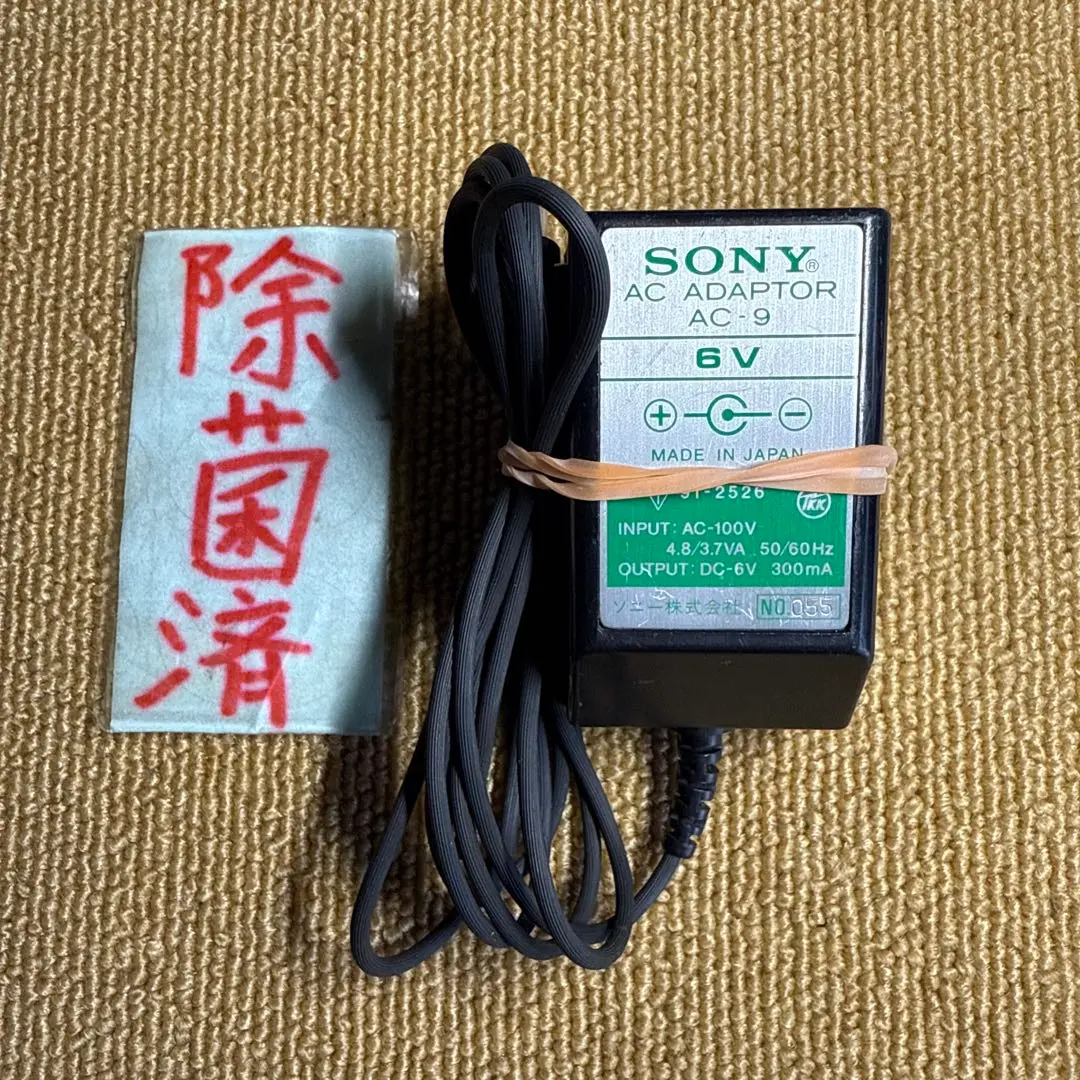 除菌済
SONY®
AC ADAPTOR
AC-9
6V
MADE IN JAPAN
91-2526
INPUT: AC-100V
4.8/3.7VA 50/60Hz
OUTPUT: DC-6V 300mA
ソニー株式会社 NO.055